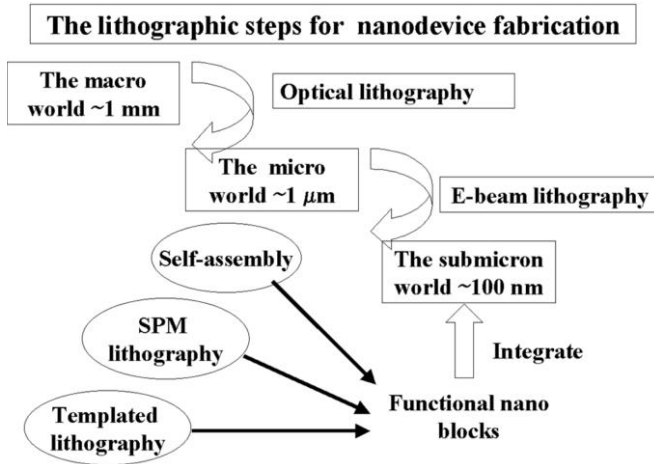 The lithographic steps for nanodevice fabrication
The macro
world ~1 mm
Optical lithography
The micro
world ~1 μm
E-beam lithography
Self-assembly
The submicron
world ~100 nm
SPM
lithography
Integrate
Functional nano
blocks
Templated
lithography